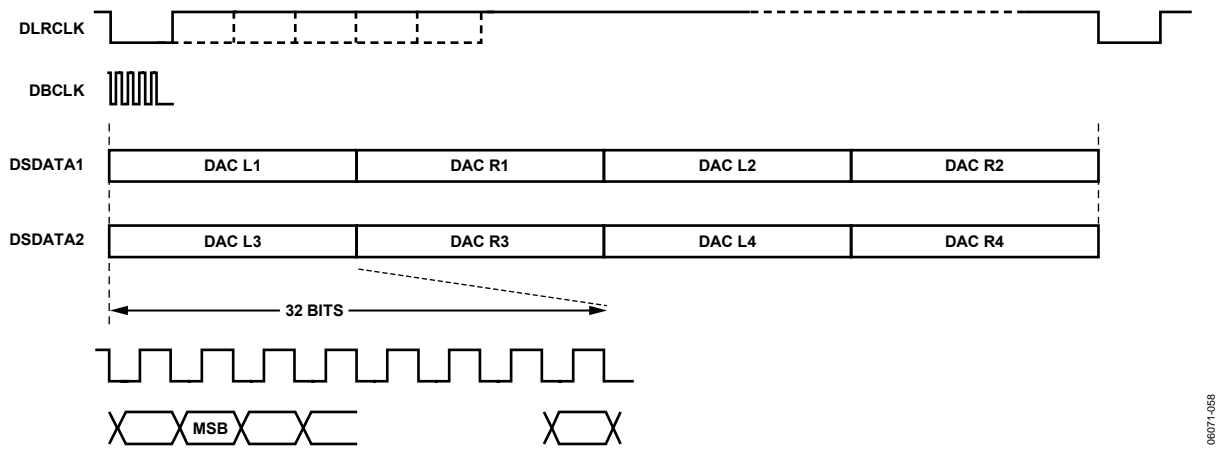 DLRCLK
DBCLK
DSDATA1 DAC L1 DAC R1 DAC L2 DAC R2
DSDATA2 DAC L3 DAC R3 DAC L4 DAC R4
32 BITS
MSB
06071-058